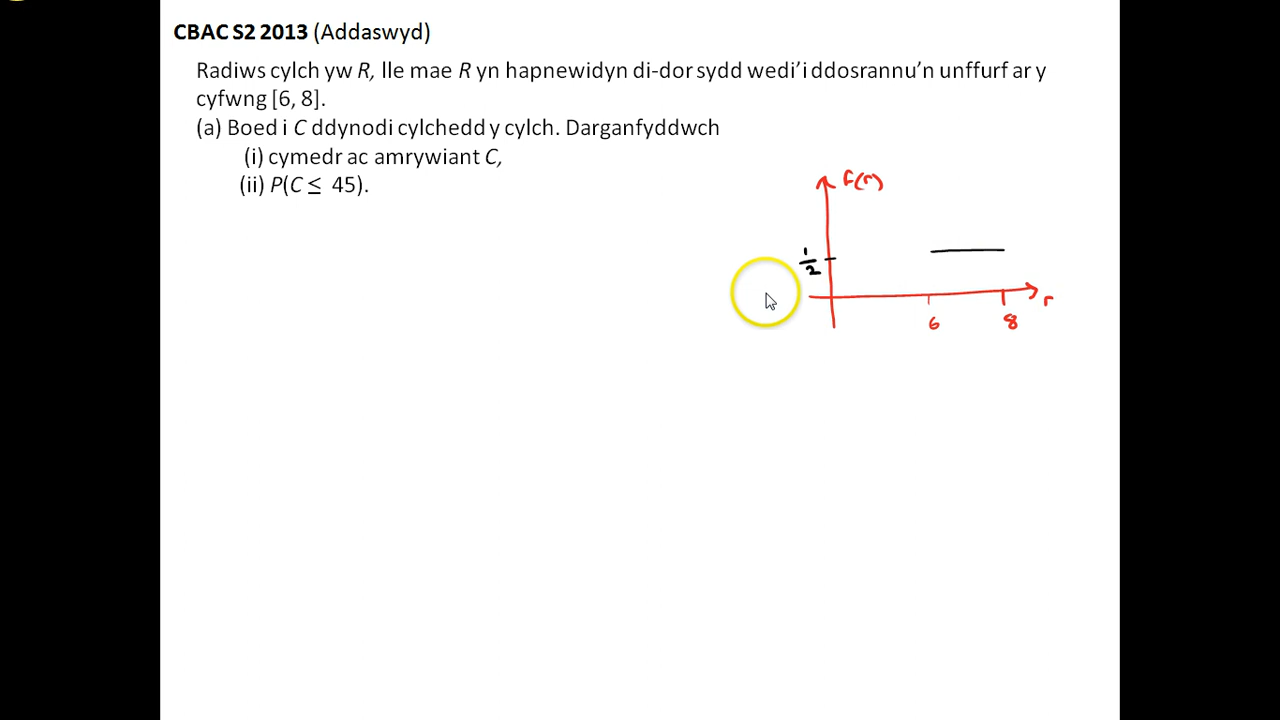 CBAC S2 2013 (Addaswyd)
Radiws cylch yw R, lle mae R yn hapnewidyn di-dor sydd wedi'i ddosrannu'n unffurf ar y
cyfwng [6, 8].
(a) Boed i C ddynodi cylchedd y cylch. Darganfyddwch
(i) cymedr ac amrywiant C,
(ii) P(C ≤ 45).
f(r)
1/2
r
6
8